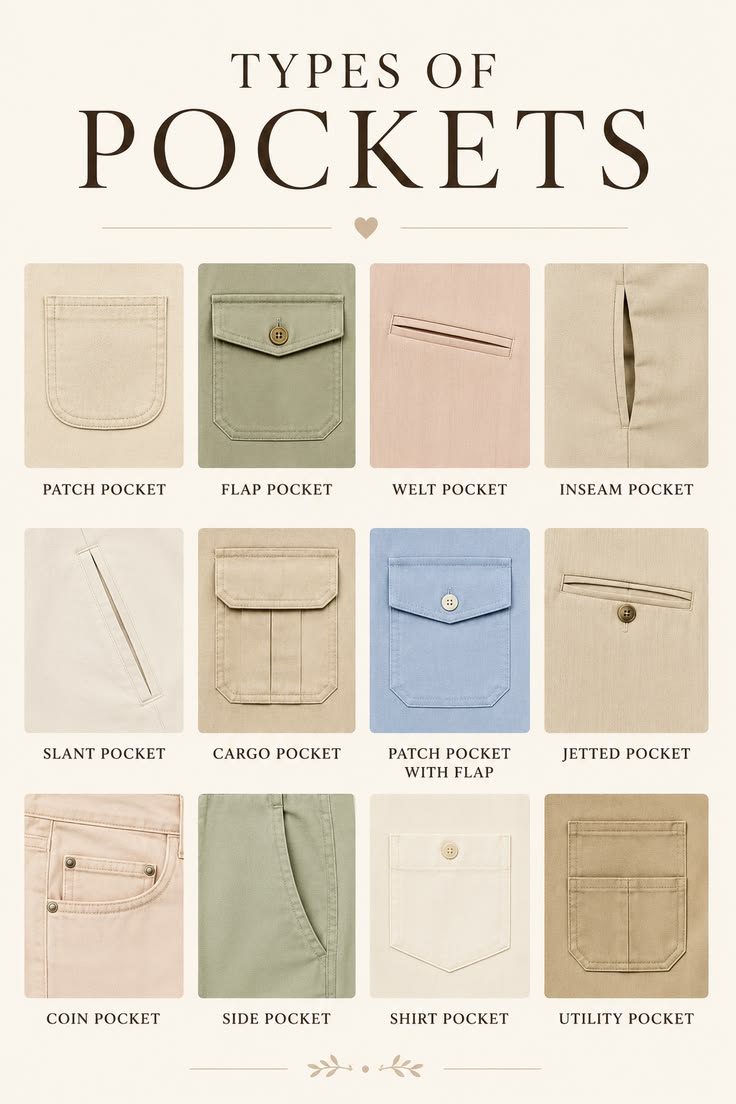 TYPES OF
POCKETS
PATCH POCKET
FLAP POCKET
WELT POCKET
INSEAM POCKET
SLANT POCKET
CARGO POCKET
PATCH POCKET
WITH FLAP
JETTED POCKET
COIN POCKET
SIDE POCKET
SHIRT POCKET
UTILITY POCKET